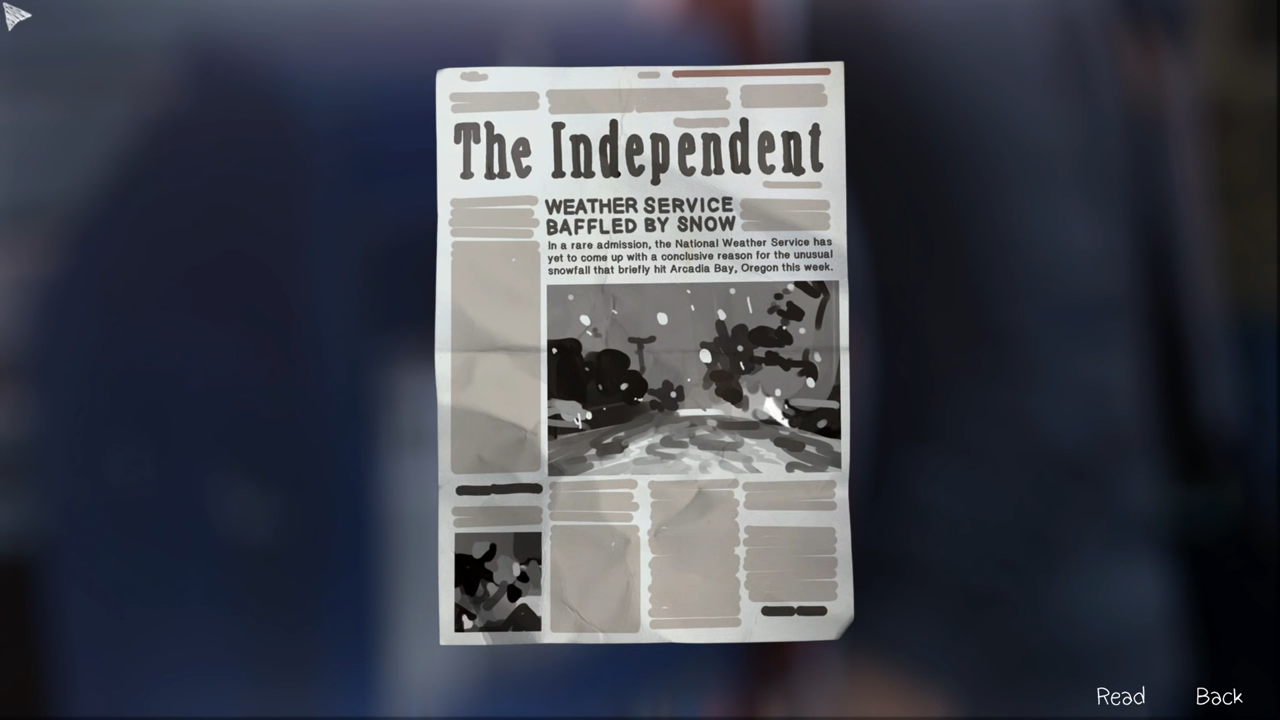 The Independent
WEATHER SERVICE
BAFFLED BY SNOW
In a rare admission, the National Weather Service has
yet to come up with a conclusive reason for the unusual
snowfall that briefly hit Arcadia Bay, Oregon this week.
Read Back